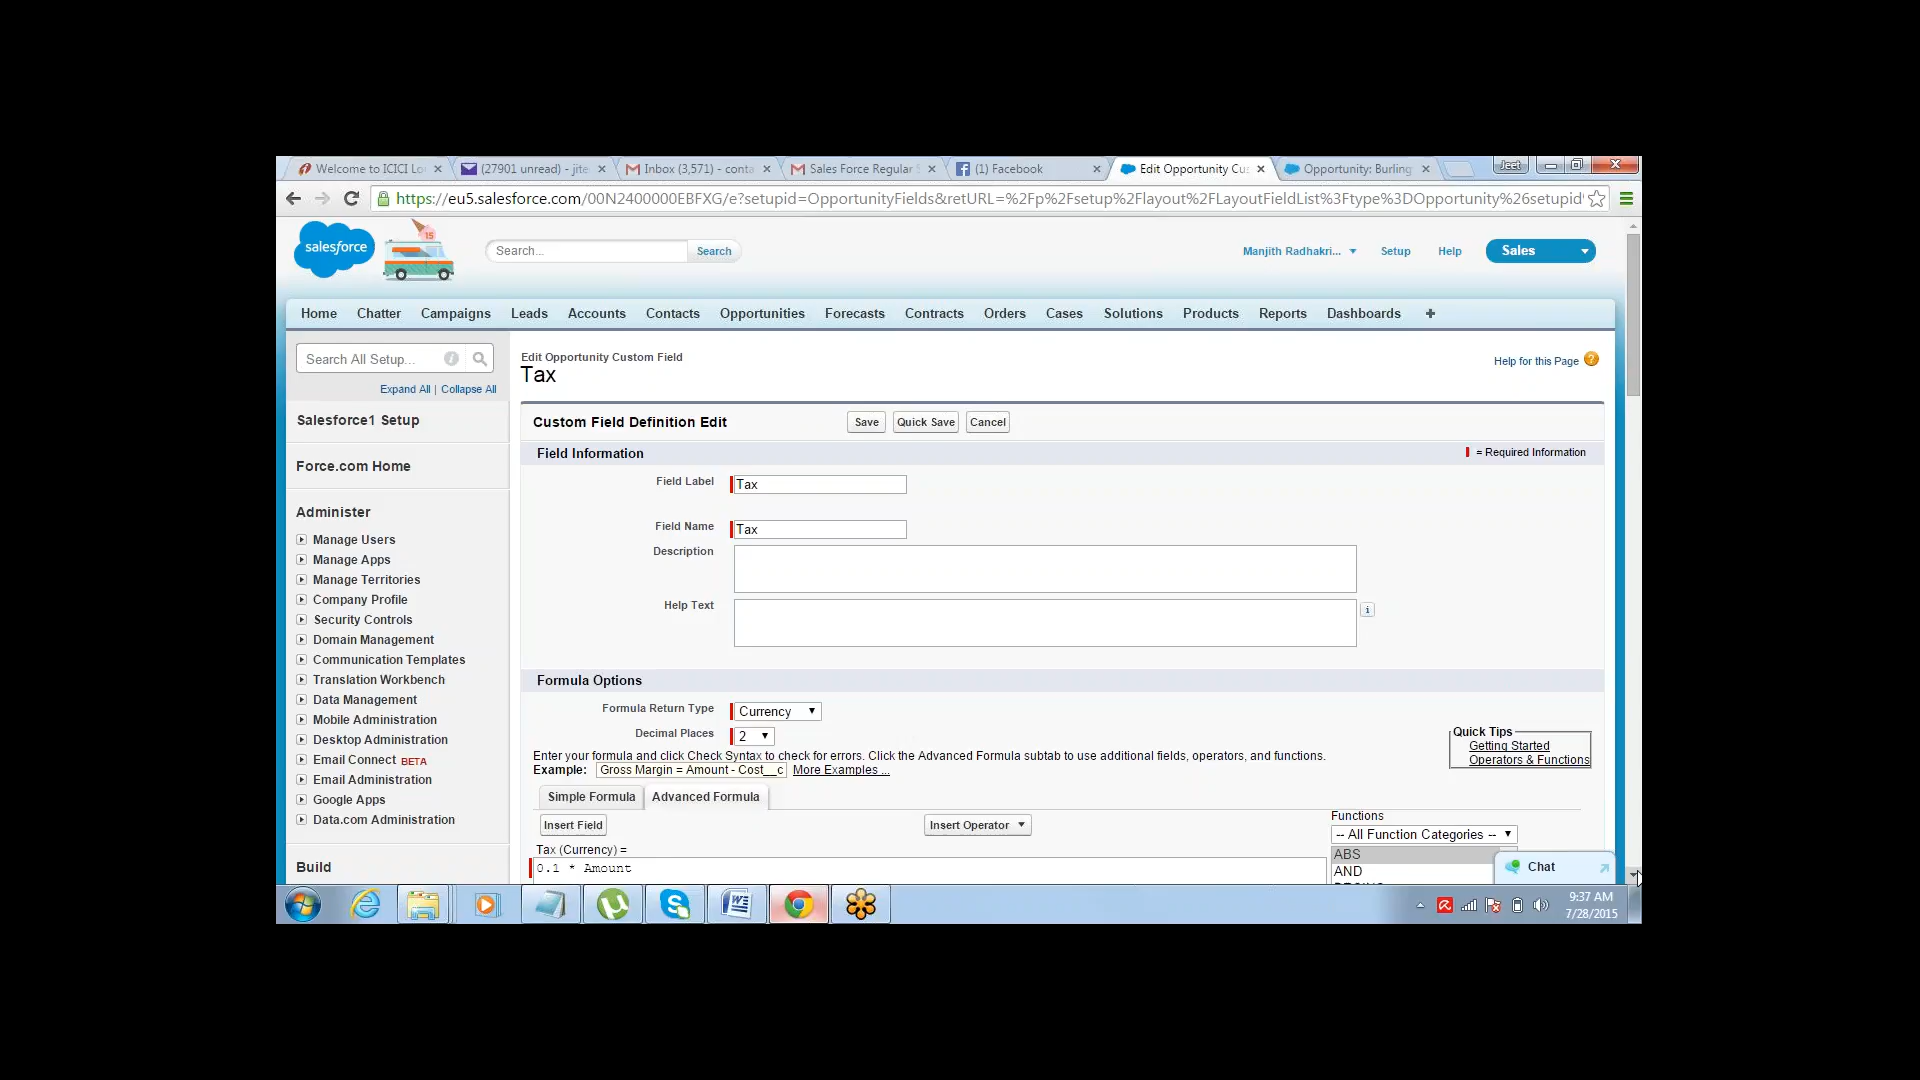 Welcome to ICICI Lo
(27901 unread) - jite
Inbox (3,571) - conta
Sales Force Regular
(1) Facebook
Edit Opportunity Cu
Opportunity: Burling
Jeet
https://eu5.salesforce.com/00N2400000EBFXG/e?setupid=OpportunityFields&retURL=%2Fp%2Fsetup%2Flayout%2FLayoutFieldList%3Ftype%3DOpportunity%26setupid
salesforce
15
Search...
Search
Manjith Radhakri...
Setup
Help
Sales
Home
Chatter
Campaigns
Leads
Accounts
Contacts
Opportunities
Forecasts
Contracts
Orders
Cases
Solutions
Products
Reports
Dashboards
+
Search All Setup...
Expand All | Collapse All
Salesforce1 Setup
Force.com Home
Administer
Manage Users
Manage Apps
Manage Territories
Company Profile
Security Controls
Domain Management
Communication Templates
Translation Workbench
Data Management
Mobile Administration
Desktop Administration
Email Connect BETA
Email Administration
Google Apps
Data.com Administration
Build
Edit Opportunity Custom Field
Tax
Help for this Page ?
Custom Field Definition Edit
Save
Quick Save
Cancel
Field Information
= Required Information
Field Label
Tax
Field Name
Tax
Description
Help Text
i
Formula Options
Formula Return Type
Currency
Decimal Places
2
Quick Tips
Getting Started
Operators & Functions
Enter your formula and click Check Syntax to check for errors. Click the Advanced Formula subtab to use additional fields, operators, and functions.
Example: Gross Margin = Amount - Cost__c More Examples ...
Simple Formula
Advanced Formula
Insert Field
Insert Operator
Functions
-- All Function Categories --
Tax (Currency) =
0.1 * Amount
ABS
AND
Chat
9:37 AM
7/28/2015